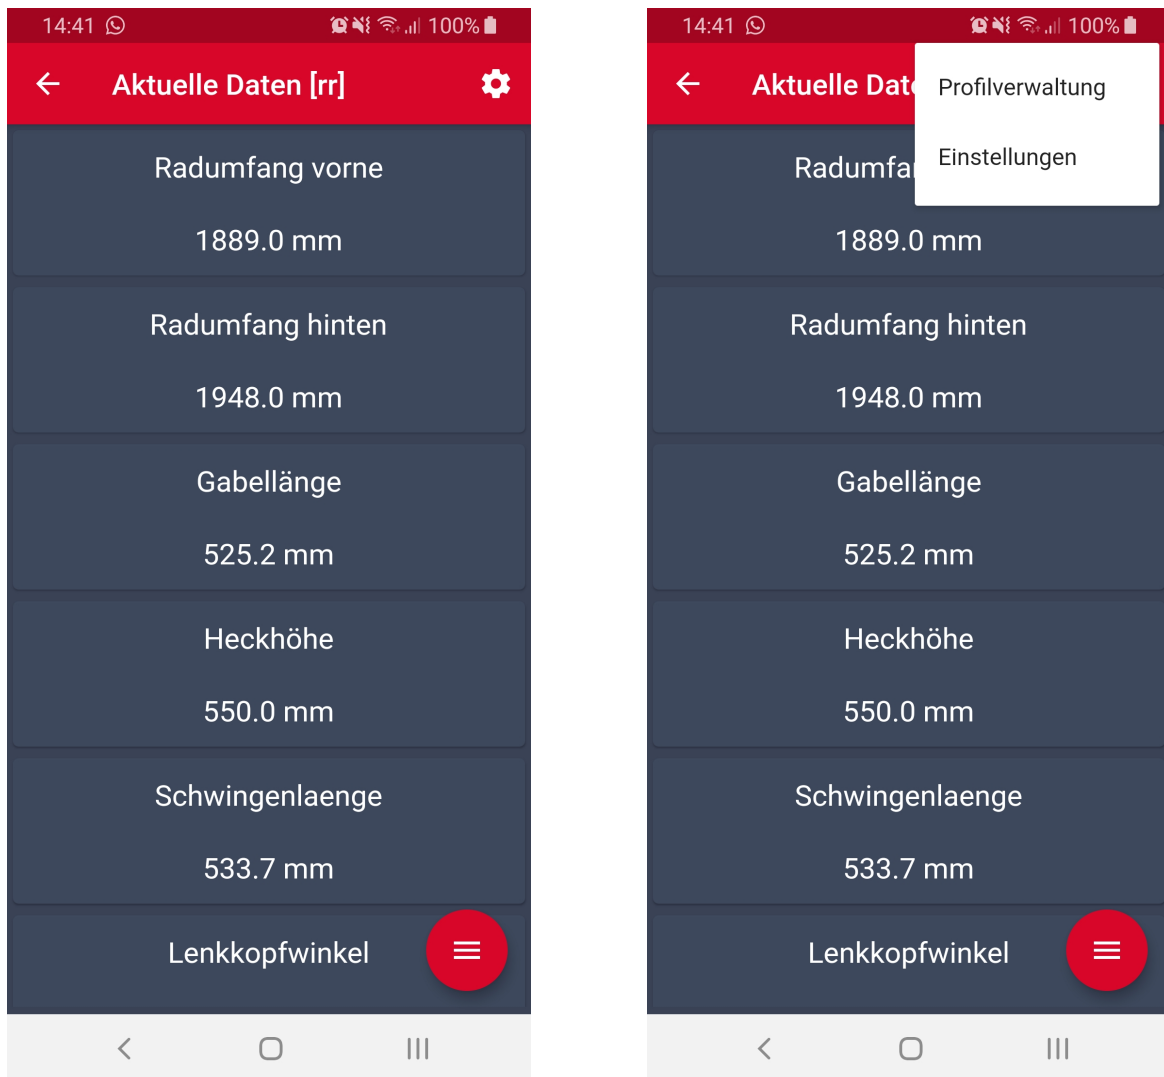 14:41 100%
Aktuelle Daten [rr]
Radumfang vorne
1889.0 mm
Radumfang hinten
1948.0 mm
Gabellänge
525.2 mm
Heckhöhe
550.0 mm
Schwingenlaenge
533.7 mm
Lenkkopfwinkel
14:41 100%
Aktuelle Date
Profilverwaltung
Einstellungen
Radumfa
1889.0 mm
Radumfang hinten
1948.0 mm
Gabellänge
525.2 mm
Heckhöhe
550.0 mm
Schwingenlaenge
533.7 mm
Lenkkopfwinkel